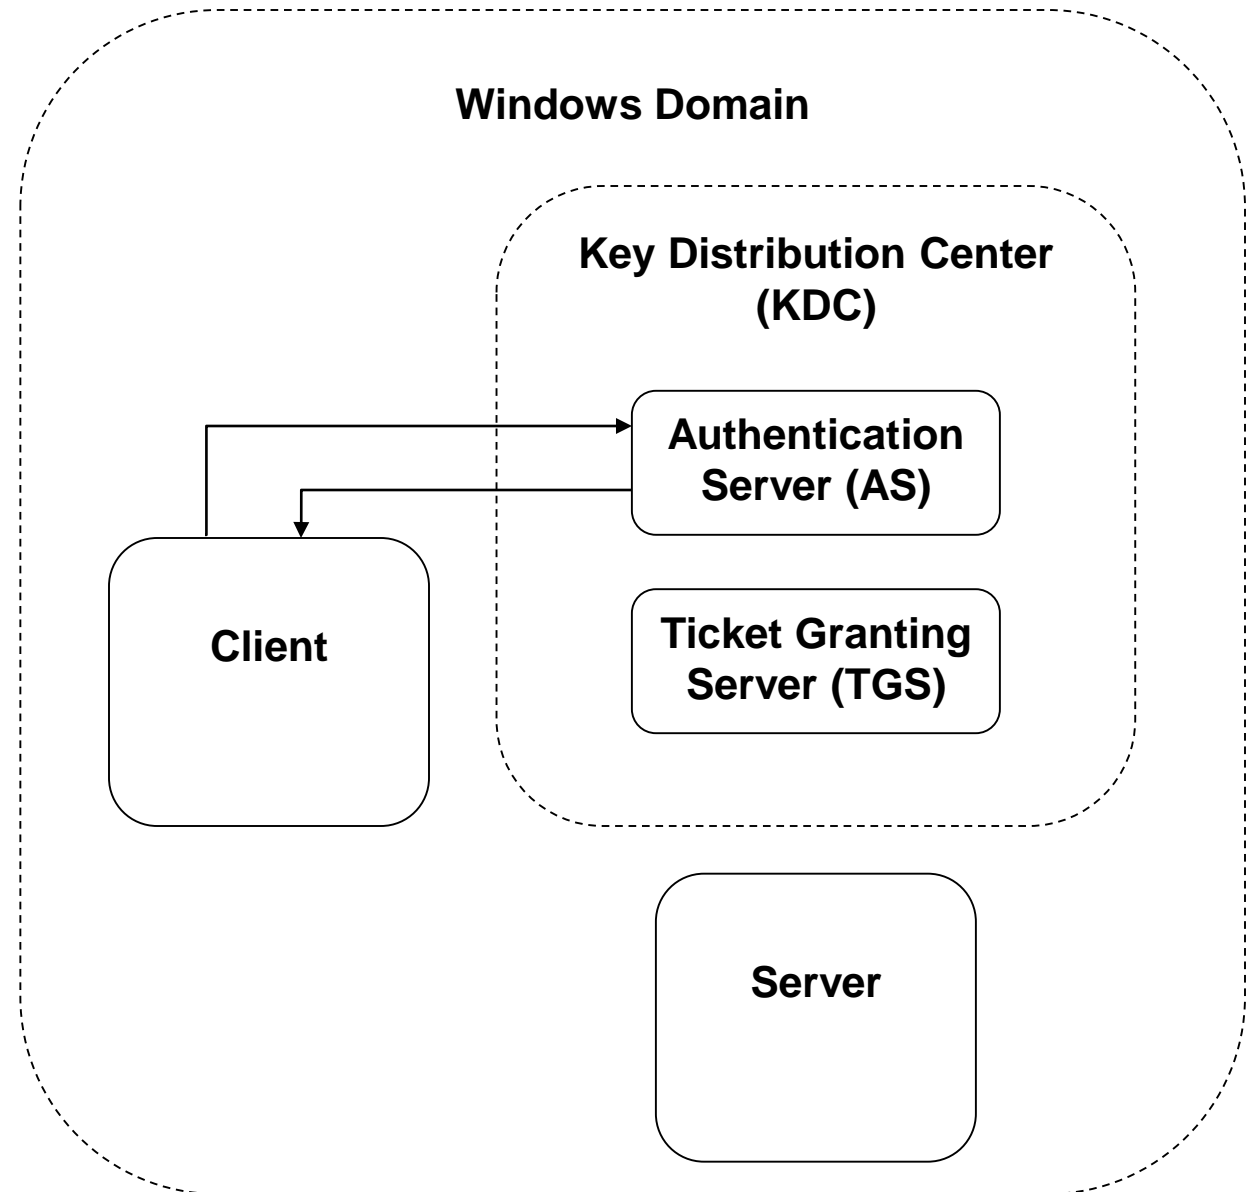 Windows Domain
Key Distribution Center
(KDC)
Authentication
Server (AS)
Client
Ticket Granting
Server (TGS)
Server